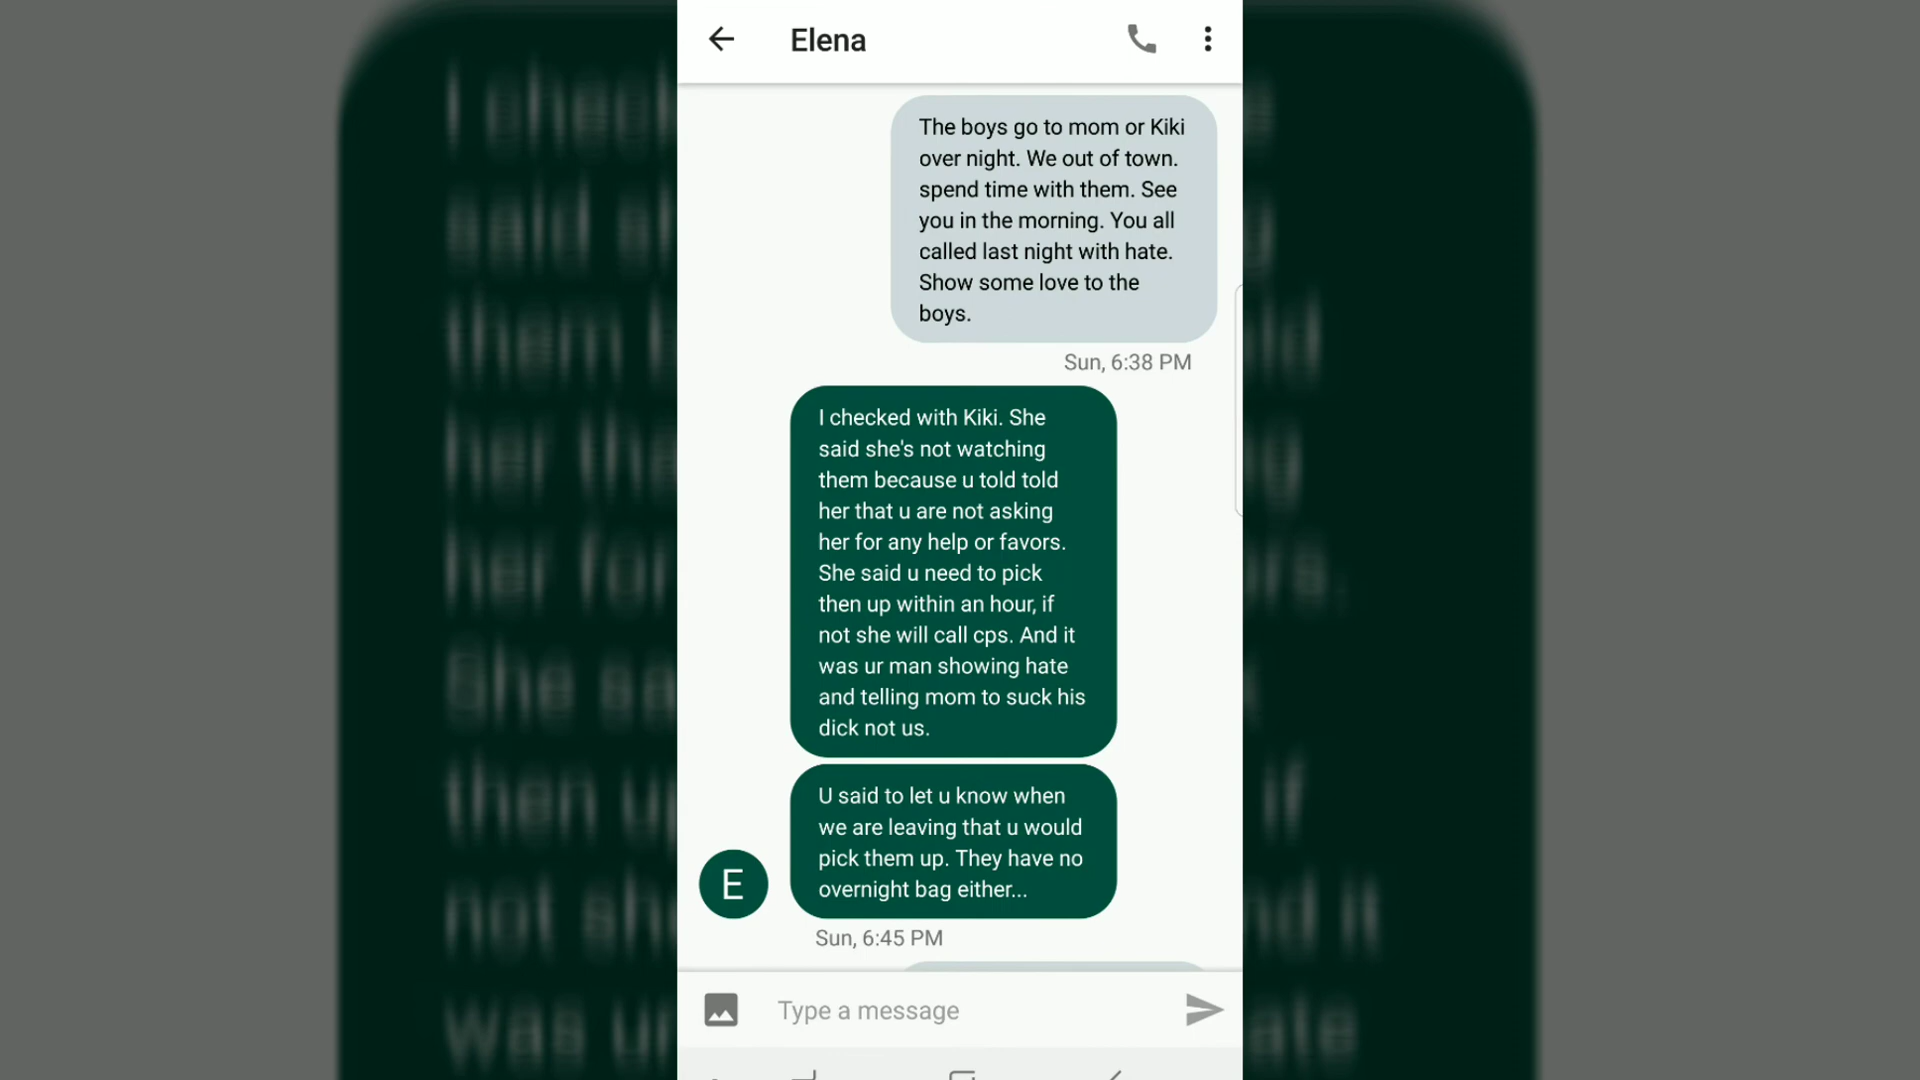 Elena
The boys go to mom or Kiki
over night. We out of town.
spend time with them. See
you in the morning. You all
called last night with hate.
Show some love to the
boys.
Sun, 6:38 PM
I checked with Kiki. She
said she's not watching
them because u told told
her that u are not asking
her for any help or favors.
She said u need to pick
then up within an hour, if
not she will call cps. And it
was ur man showing hate
and telling mom to suck his
dick not us.
U said to let u know when
we are leaving that u would
pick them up. They have no
overnight bag either...
E
Sun, 6:45 PM
Type a message